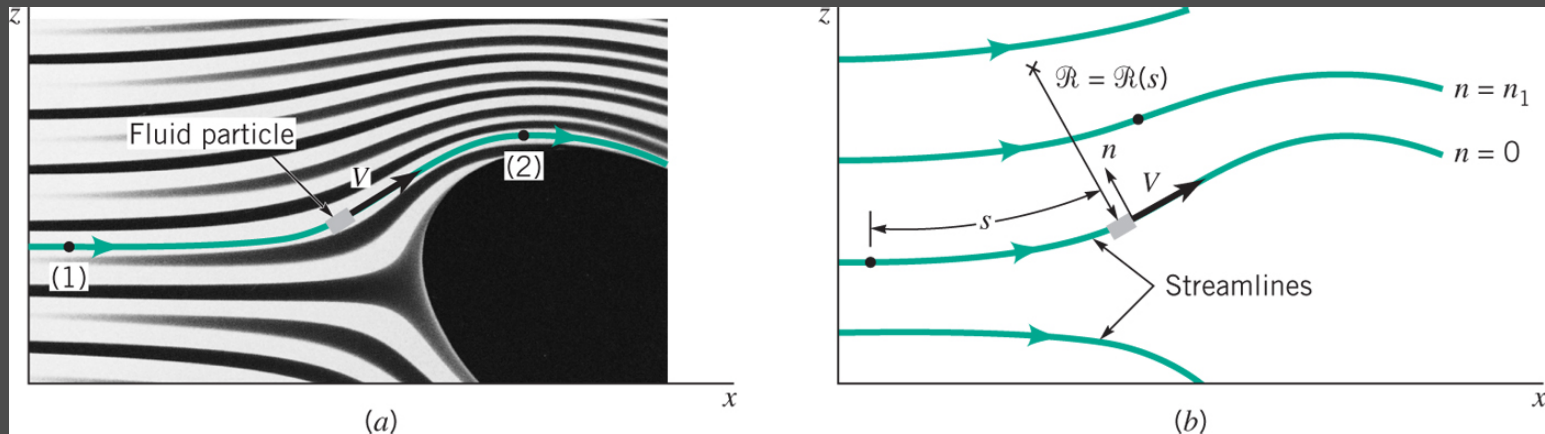 z
Fluid particle
V
(2)
(1)
x
(a)
z
ℛ = ℛ(s)
n = n₁
n
V
n = 0
s
Streamlines
x
(b)